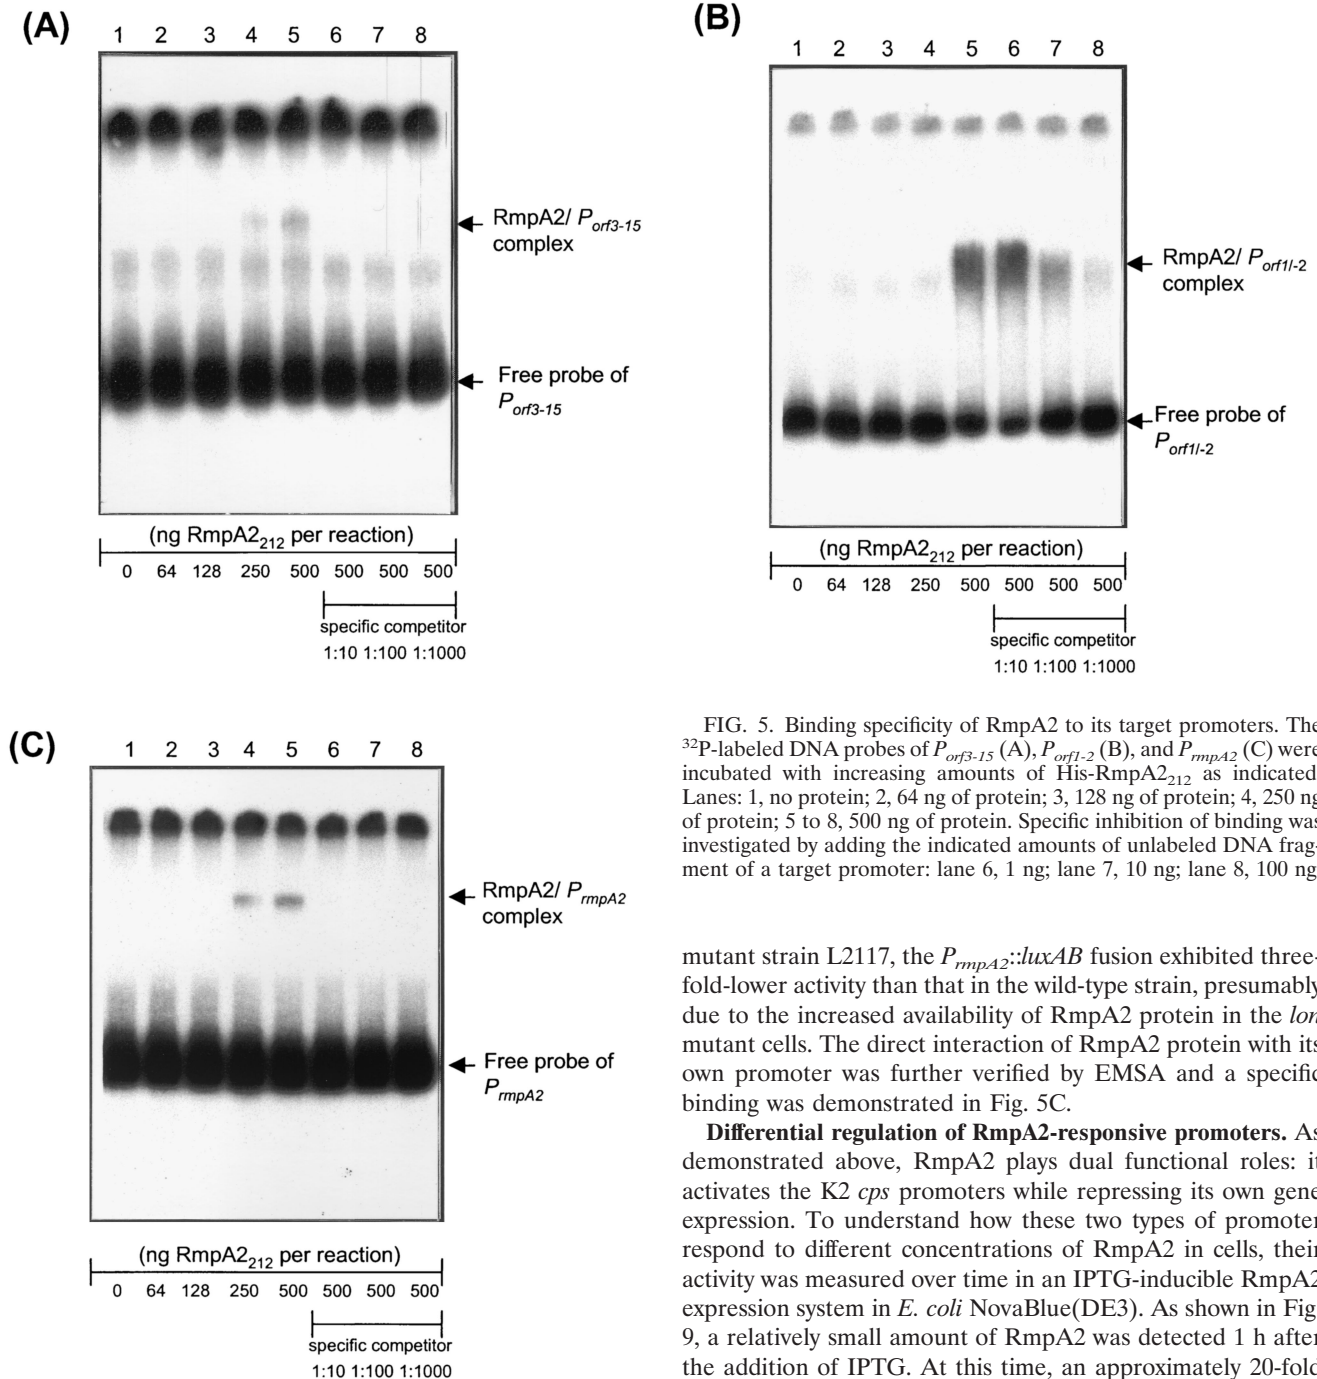 (A)
1 2 3 4 5 6 7 8
RmpA2/ Porf3-15
complex
Free probe of
Porf3-15
(ng RmpA2212 per reaction)
0 64 128 250 500 500 500 500
specific competitor
1:10 1:100 1:1000
(B)
1 2 3 4 5 6 7 8
RmpA2/ Porf1/-2
complex
Free probe of
Porf1/-2
(ng RmpA2212 per reaction)
0 64 128 250 500 500 500 500
specific competitor
1:10 1:100 1:1000
(C)
1 2 3 4 5 6 7 8
RmpA2/ PrmpA2
complex
Free probe of
PrmpA2
(ng RmpA2212 per reaction)
0 64 128 250 500 500 500 500
specific competitor
1:10 1:100 1:1000
FIG. 5. Binding specificity of RmpA2 to its target promoters. The
32P-labeled DNA probes of Porf3-15 (A), Porf1-2 (B), and PrmpA2 (C) were
incubated with increasing amounts of His-RmpA2212 as indicated
Lanes: 1, no protein; 2, 64 ng of protein; 3, 128 ng of protein; 4, 250 ng
of protein; 5 to 8, 500 ng of protein. Specific inhibition of binding was
investigated by adding the indicated amounts of unlabeled DNA frag-
ment of a target promoter: lane 6, 1 ng; lane 7, 10 ng; lane 8, 100 ng
mutant strain L2117, the PrmpA2::luxAB fusion exhibited three-
fold-lower activity than that in the wild-type strain, presumably
due to the increased availability of RmpA2 protein in the lon
mutant cells. The direct interaction of RmpA2 protein with its
own promoter was further verified by EMSA and a specific
binding was demonstrated in Fig. 5C.
Differential regulation of RmpA2-responsive promoters. As
demonstrated above, RmpA2 plays dual functional roles: it
activates the K2 cps promoters while repressing its own gene
expression. To understand how these two types of promoter
respond to different concentrations of RmpA2 in cells, their
activity was measured over time in an IPTG-inducible RmpA2
expression system in E. coli NovaBlue(DE3). As shown in Fig
9, a relatively small amount of RmpA2 was detected 1 h after
the addition of IPTG. At this time, an approximately 20-fold